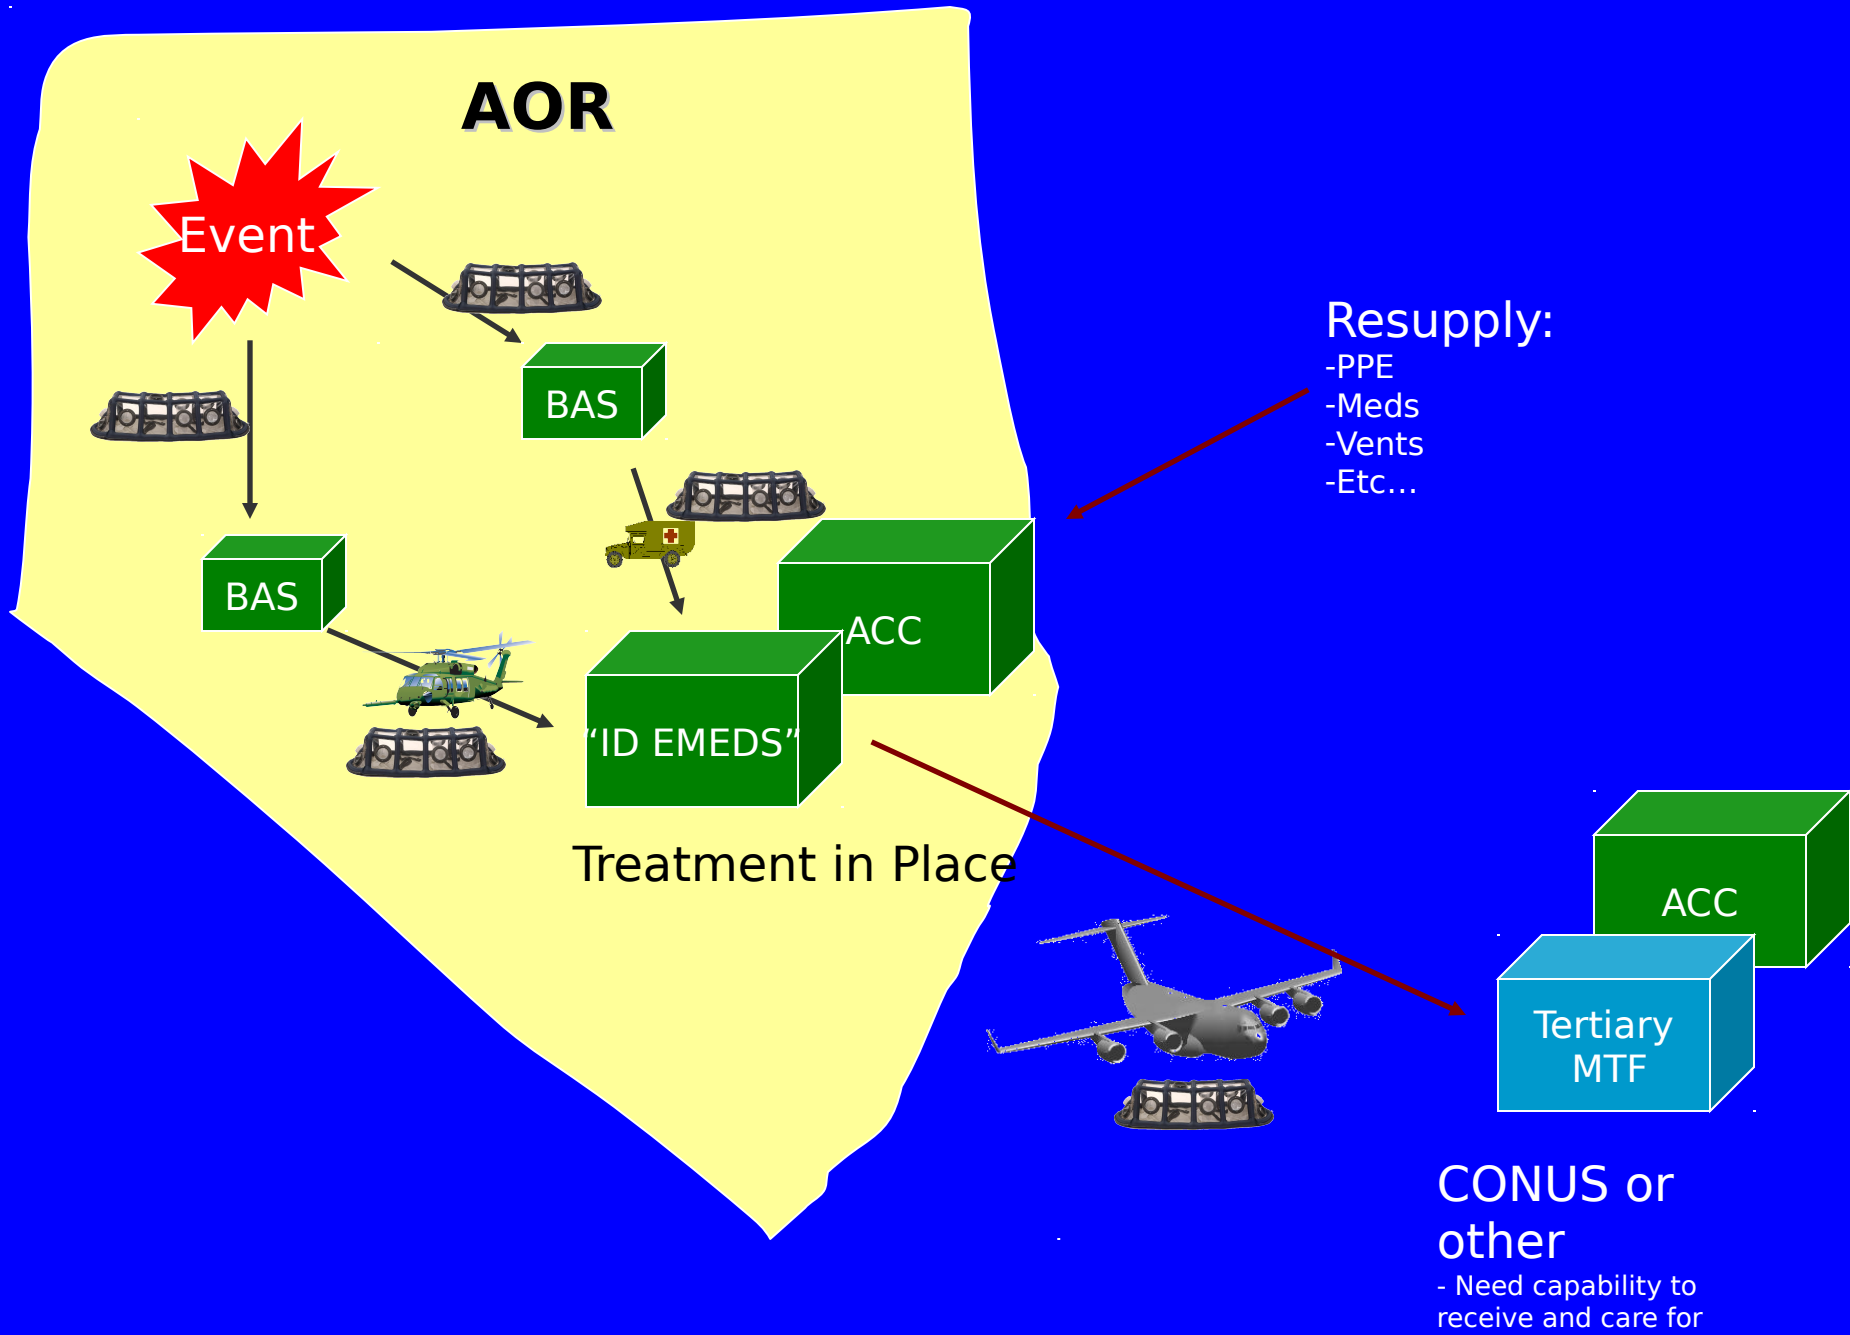 AOR
Event
BAS
BAS
ACC
“ID EMEDS”
Treatment in Place
Resupply:
-PPE
-Meds
-Vents
-Etc…
ACC
Tertiary
MTF
CONUS or
other
- Need capability to
receive and care for